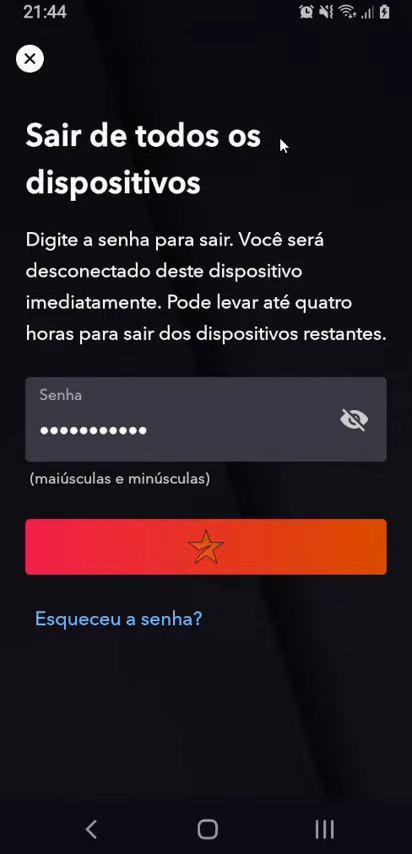 21:44
Sair de todos os
dispositivos
Digite a senha para sair. Você será
desconectado deste dispositivo
imediatamente. Pode levar até quatro
horas para sair dos dispositivos restantes.
Senha
•••••••••••
(maiúsculas e minúsculas)
Esqueceu a senha?